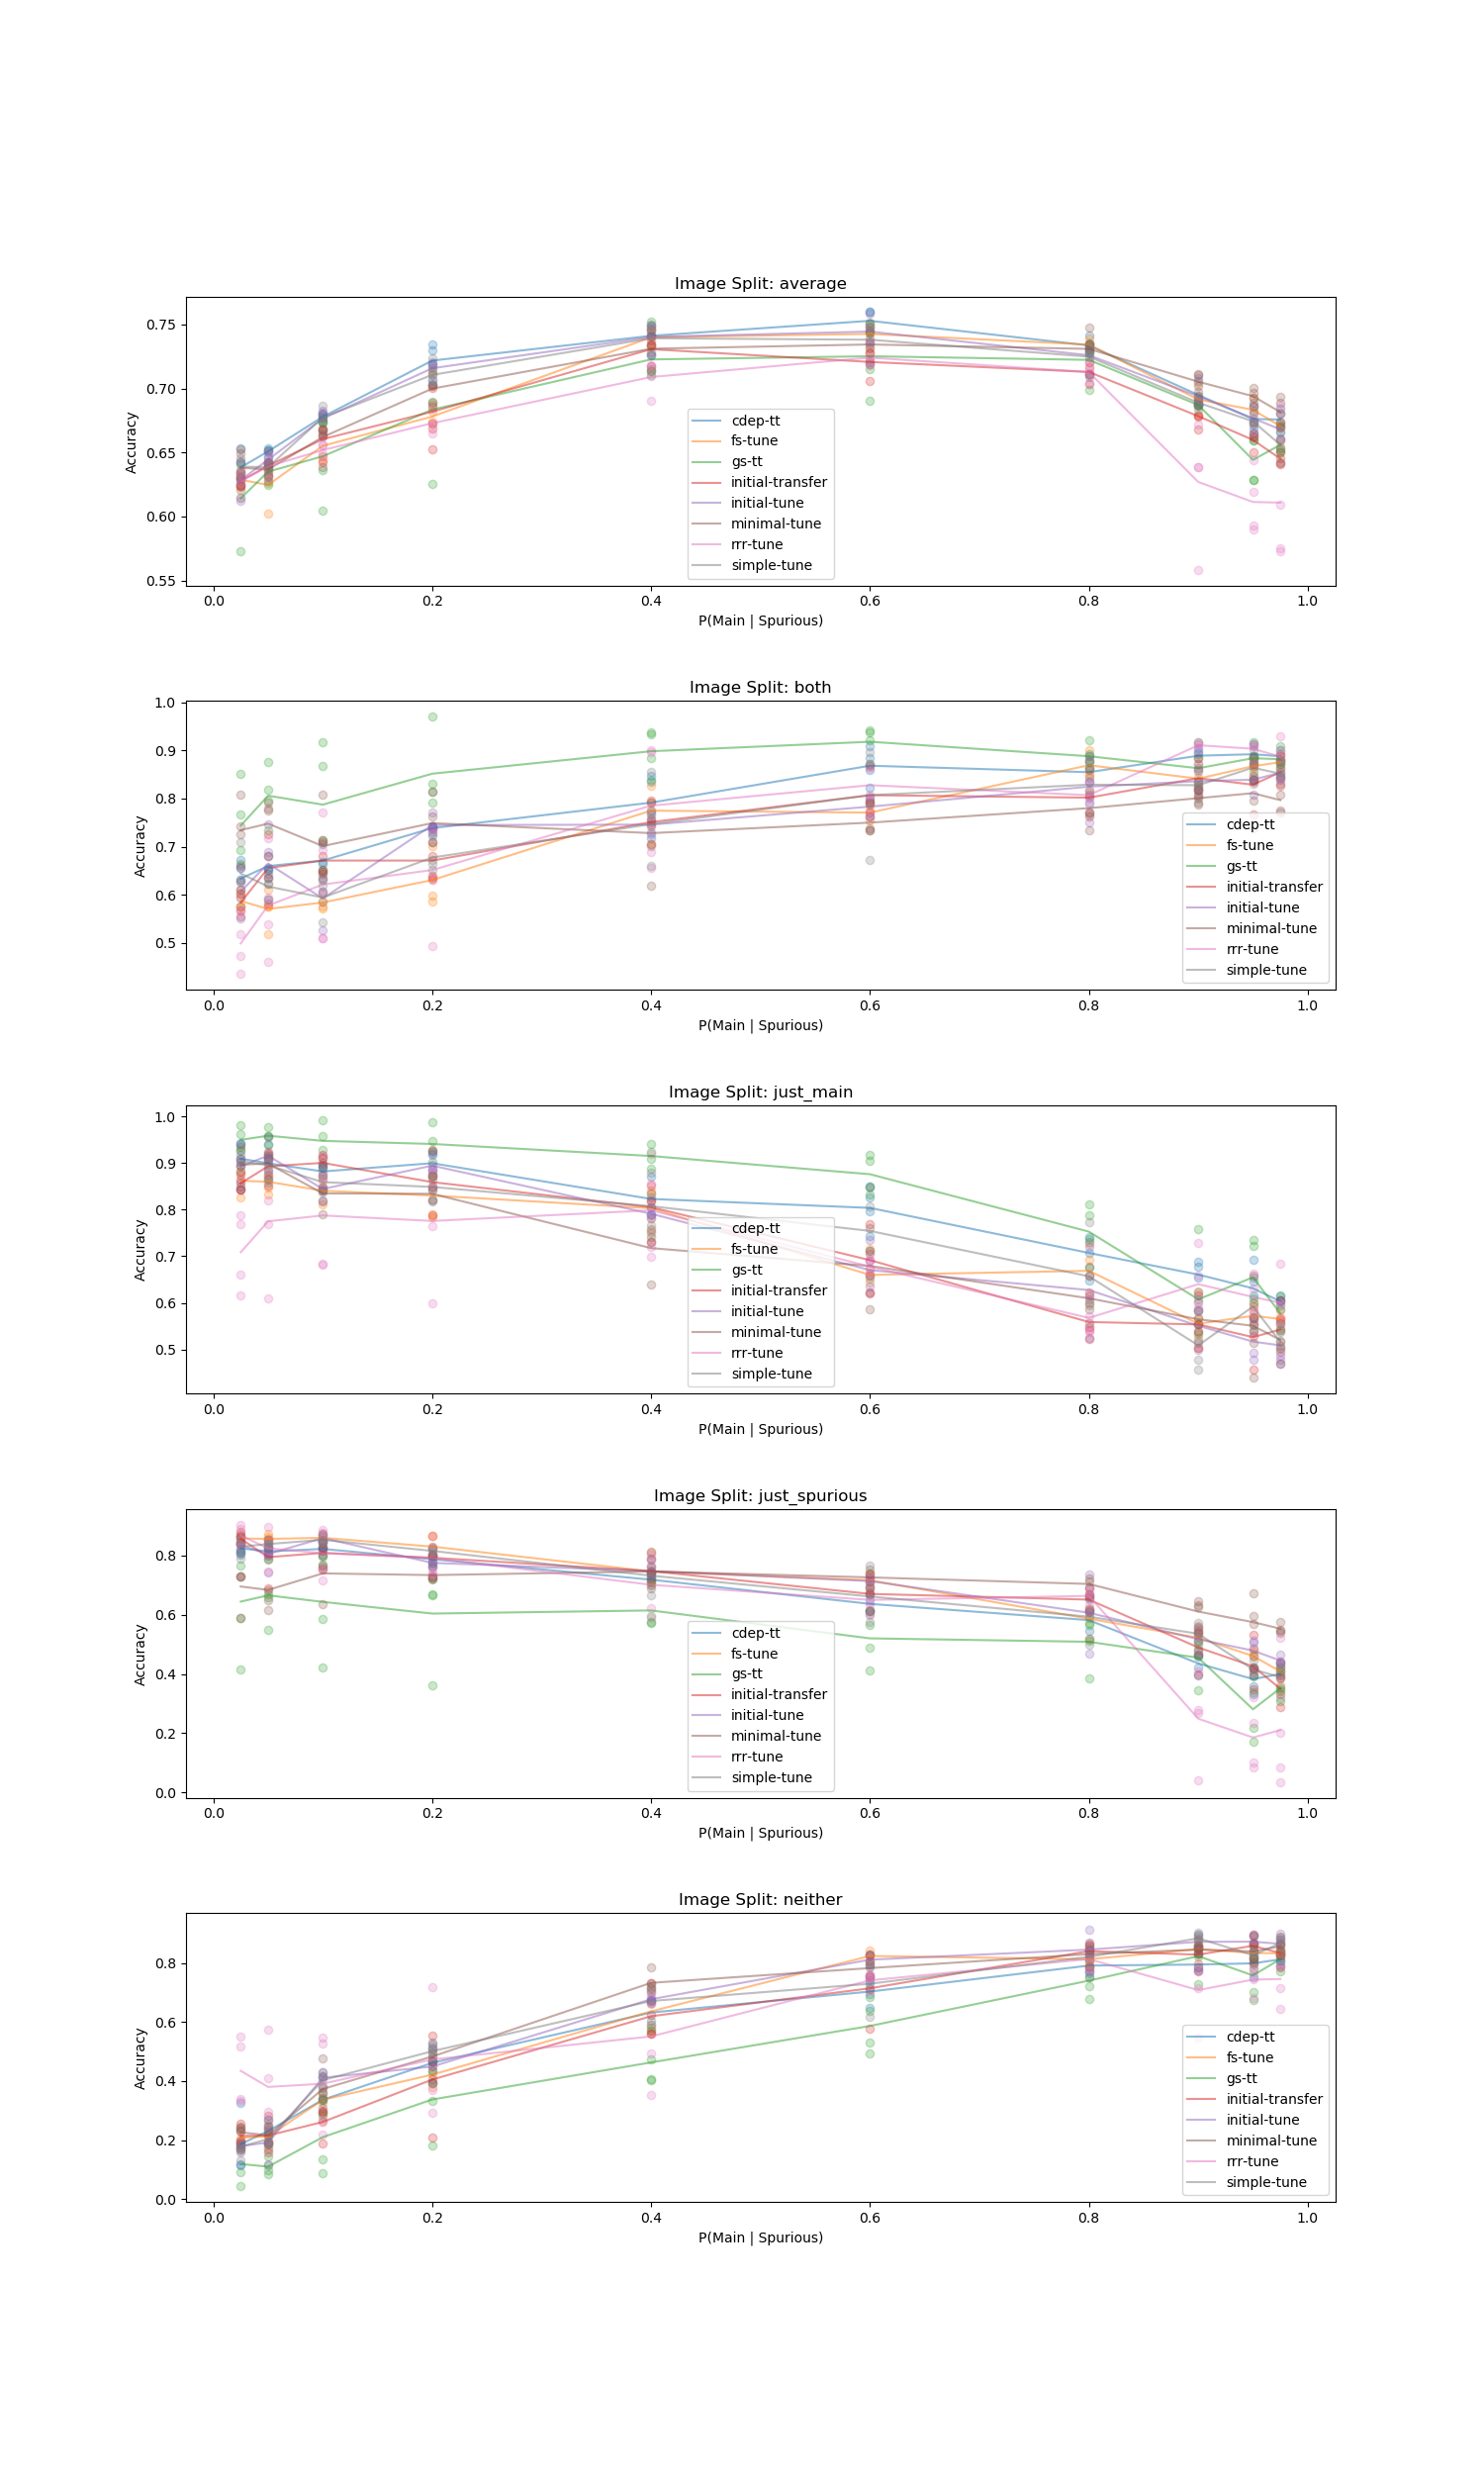 Image Split: average
0.75
0.70
0.65
0.60
0.55
Accuracy
cdep-tt
fs-tune
gs-tt
initial-transfer
initial-tune
minimal-tune
rrr-tune
simple-tune
0.0 0.2 0.4 0.6 0.8 1.0
P(Main | Spurious)
Image Split: both
1.0
0.9
0.8
0.7
0.6
0.5
Accuracy
cdep-tt
fs-tune
gs-tt
initial-transfer
initial-tune
minimal-tune
rrr-tune
simple-tune
0.0 0.2 0.4 0.6 0.8 1.0
P(Main | Spurious)
Image Split: just_main
1.0
0.9
0.8
0.7
0.6
0.5
Accuracy
cdep-tt
fs-tune
gs-tt
initial-transfer
initial-tune
minimal-tune
rrr-tune
simple-tune
0.0 0.2 0.4 0.6 0.8 1.0
P(Main | Spurious)
Image Split: just_spurious
0.8
0.6
0.4
0.2
0.0
Accuracy
cdep-tt
fs-tune
gs-tt
initial-transfer
initial-tune
minimal-tune
rrr-tune
simple-tune
0.0 0.2 0.4 0.6 0.8 1.0
P(Main | Spurious)
Image Split: neither
0.8
0.6
0.4
0.2
0.0
Accuracy
cdep-tt
fs-tune
gs-tt
initial-transfer
initial-tune
minimal-tune
rrr-tune
simple-tune
0.0 0.2 0.4 0.6 0.8 1.0
P(Main | Spurious)